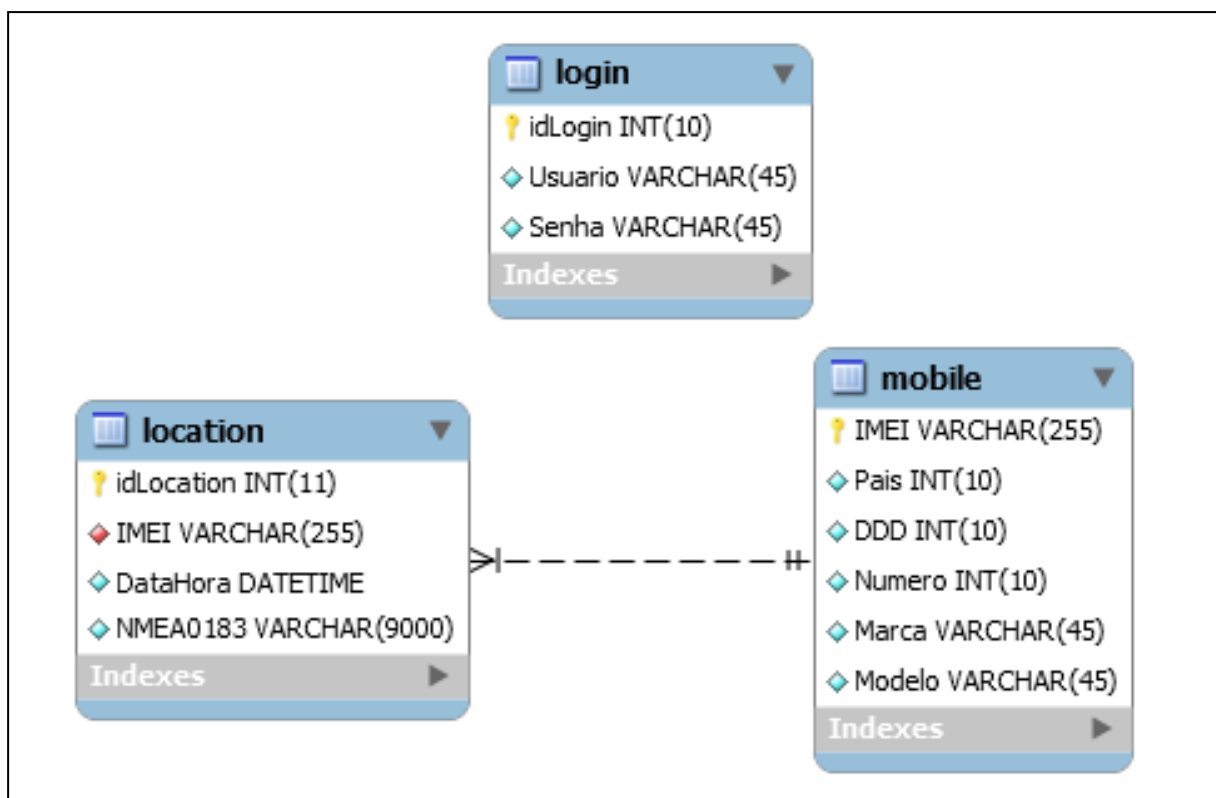 login
idLogin INT(10)
Usuario VARCHAR(45)
Senha VARCHAR(45)
Indexes
location
idLocation INT(11)
IMEI VARCHAR(255)
DataHora DATETIME
NMEA0183 VARCHAR(9000)
Indexes
mobile
IMEI VARCHAR(255)
Pais INT(10)
DDD INT(10)
Numero INT(10)
Marca VARCHAR(45)
Modelo VARCHAR(45)
Indexes